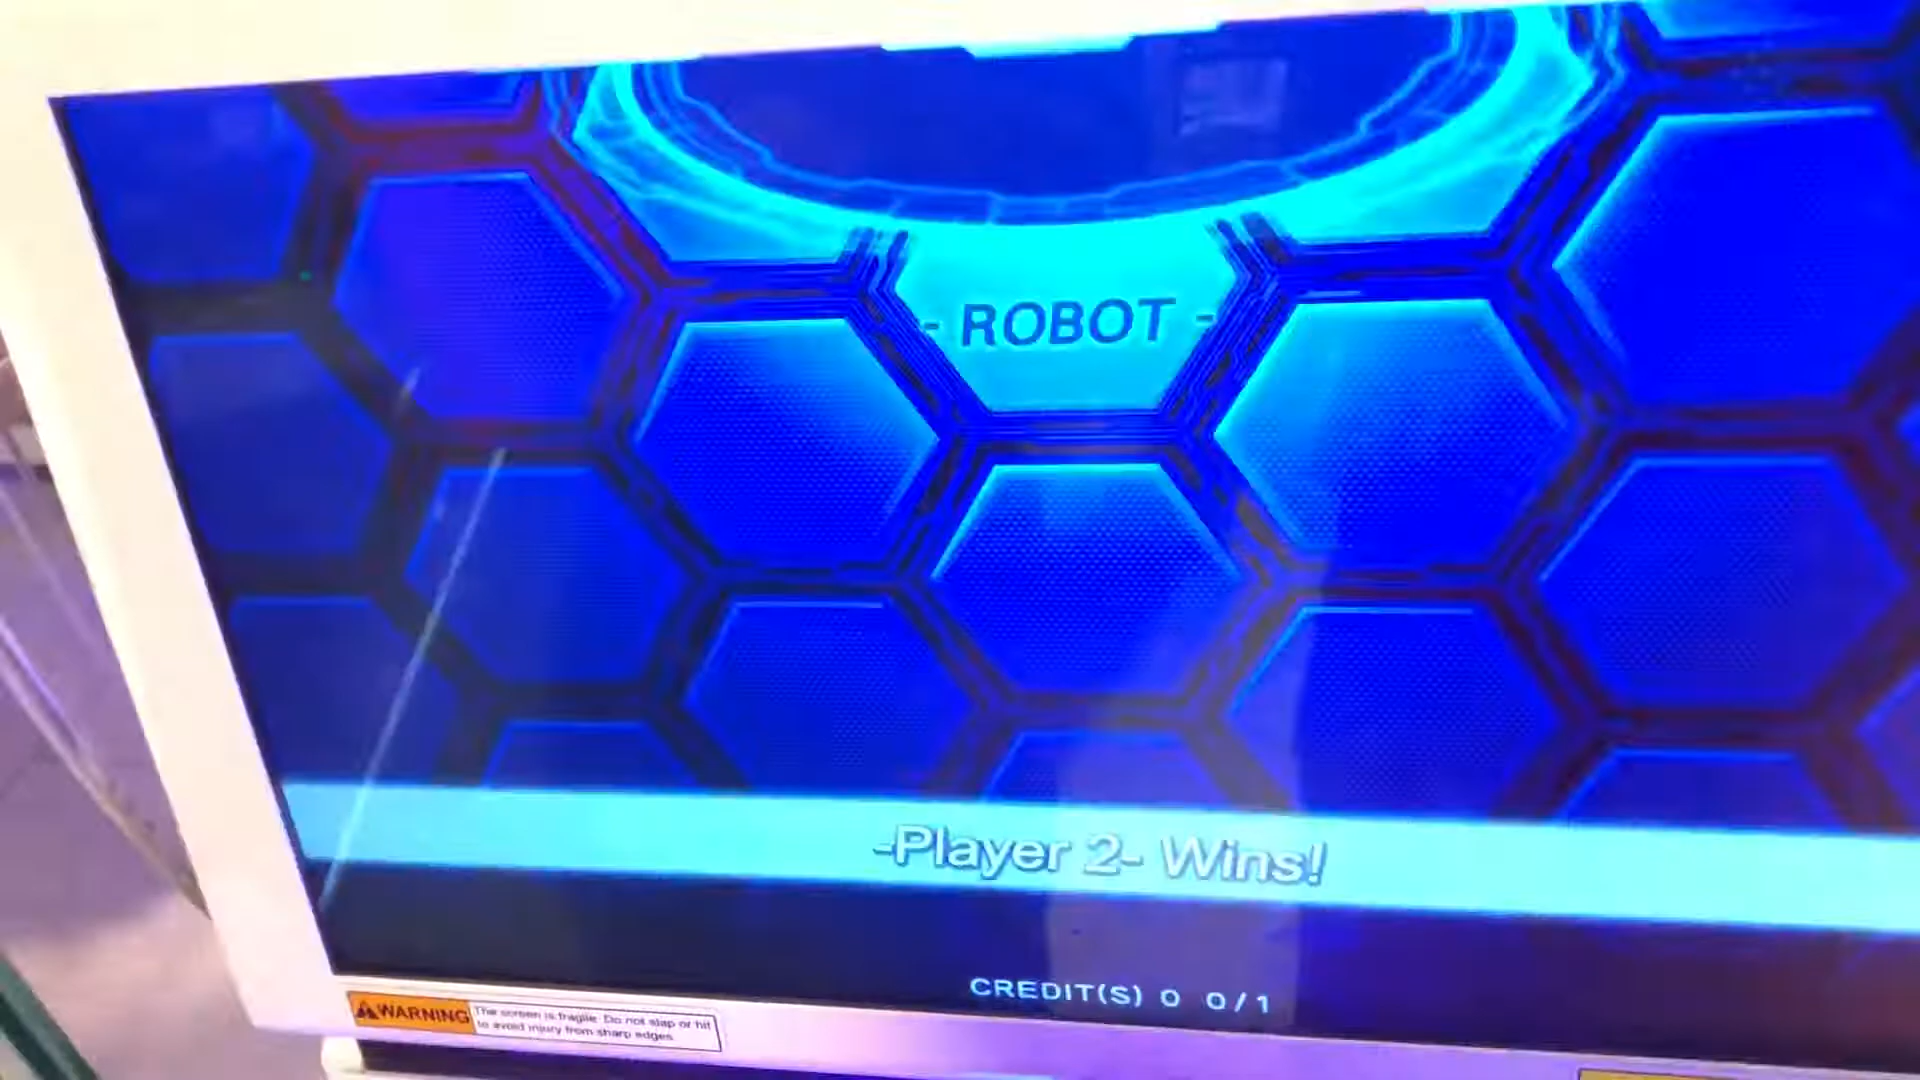 - ROBOT -
-Player 2- Wins!
CREDIT(S) 0 0/1
WARNING
The screen is fragile. Do not slap or hit
to avoid injury from sharp edges.